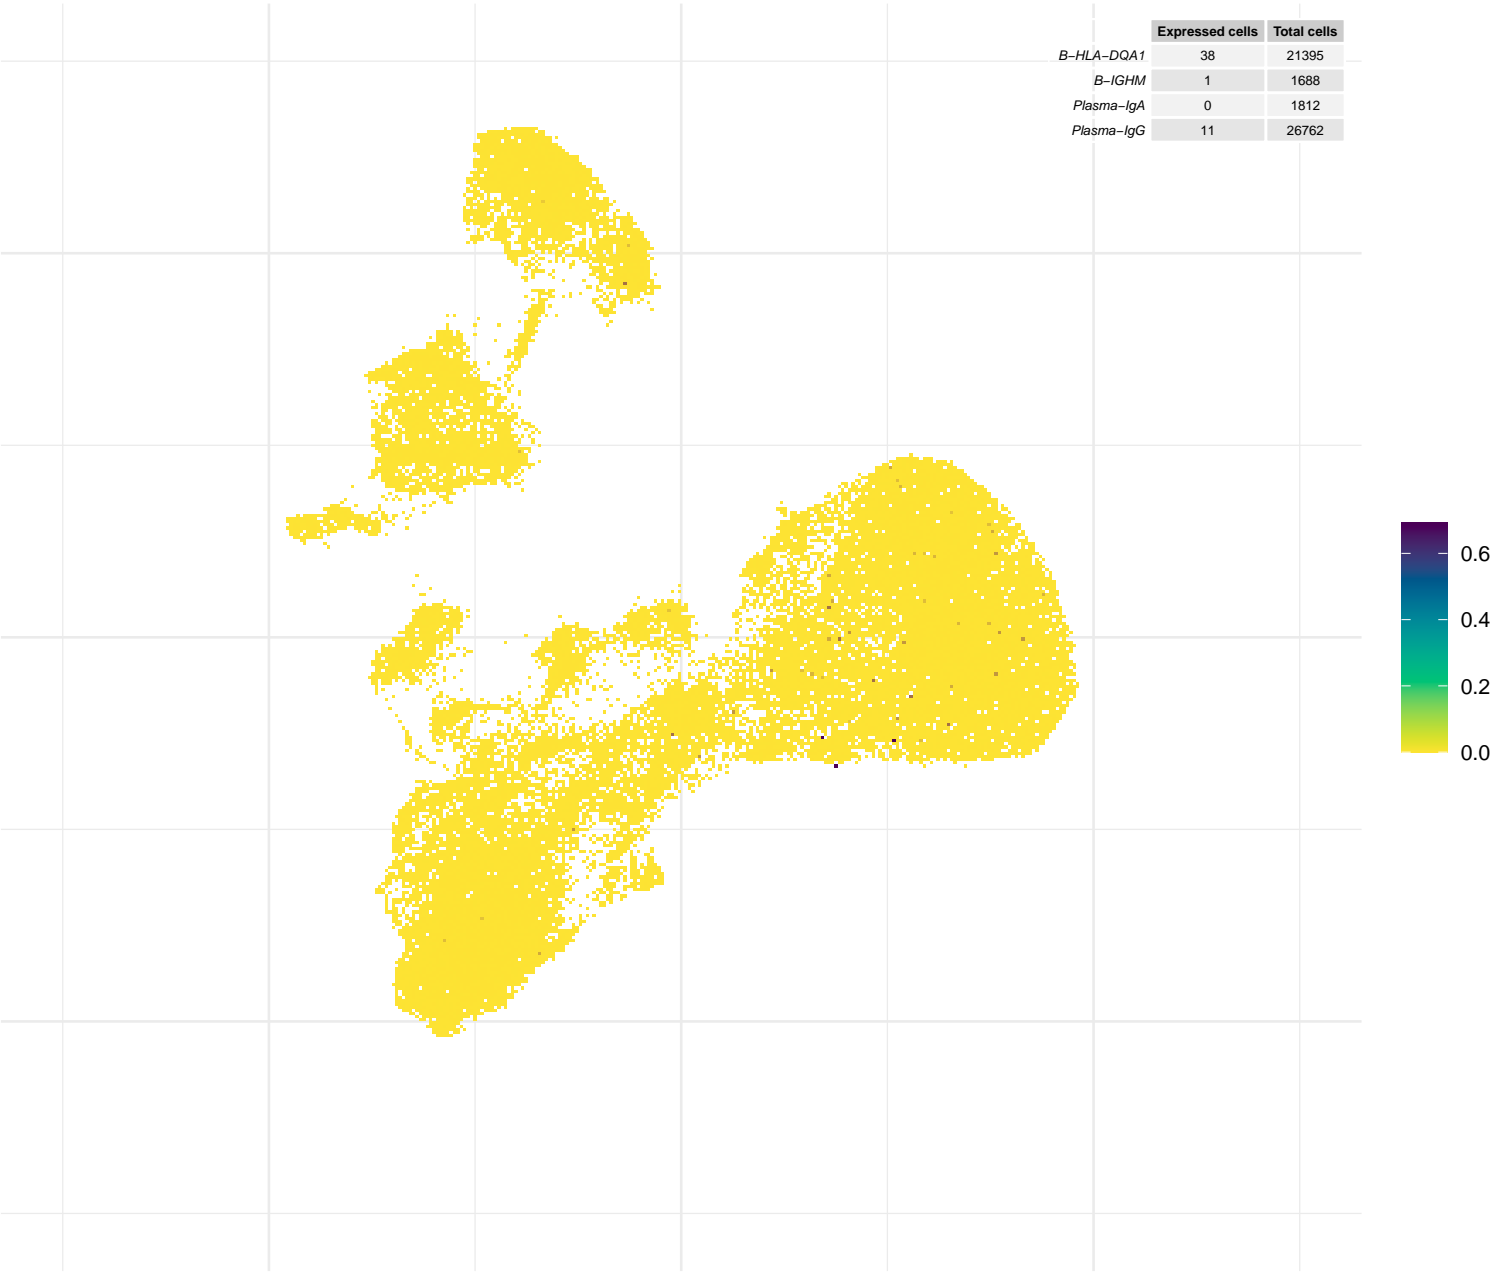 Expressed cells Total cells
B−HLA−DQA1 38 21395
B−IGHM 1 1688
Plasma−IgA 0 1812
Plasma−IgG 11 26762
0.6
0.4
0.2
0.0